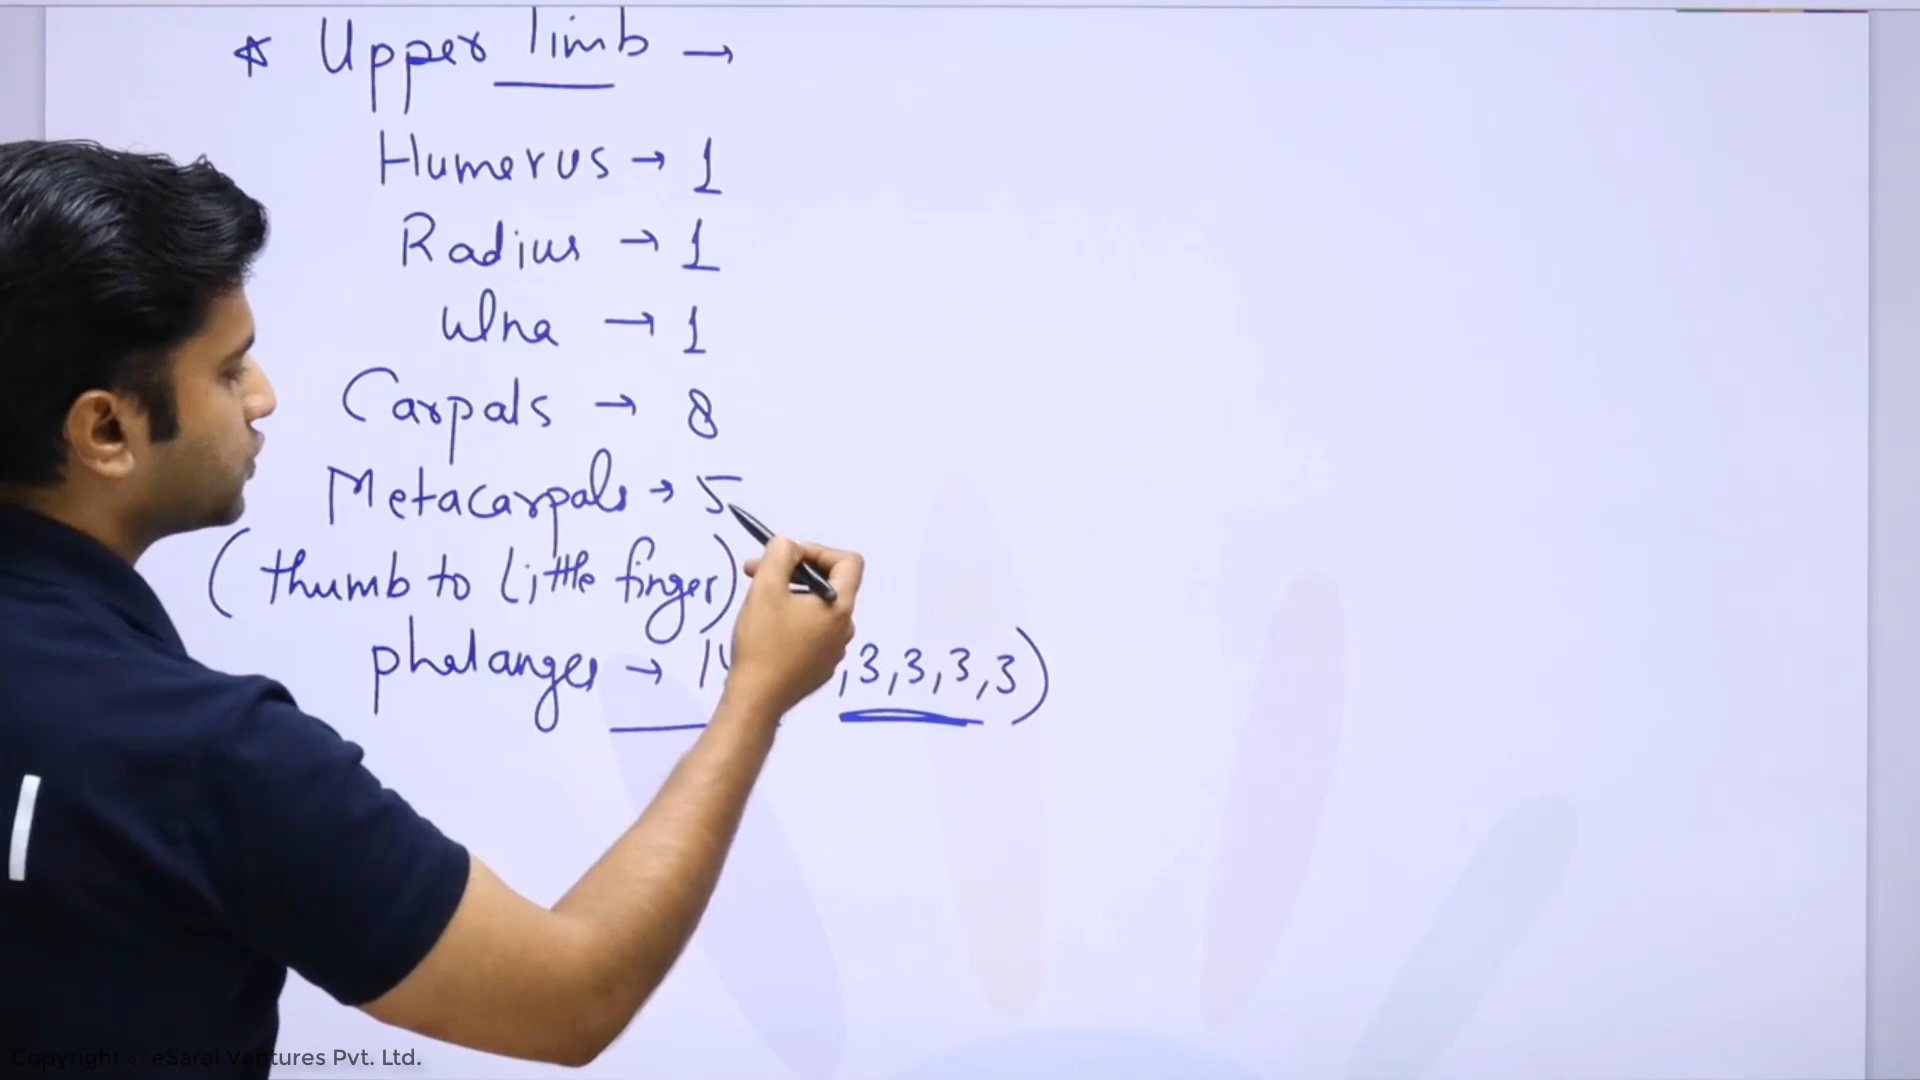 * Upper limb →
Humerus → 1
Radius → 1
Ulna → 1
Carpals → 8
Metacarpals → 5
(thumb to little finger)
phalanges → 14 ,3,3,3,3)
Copyright © eSaral Ventures Pvt. Ltd.